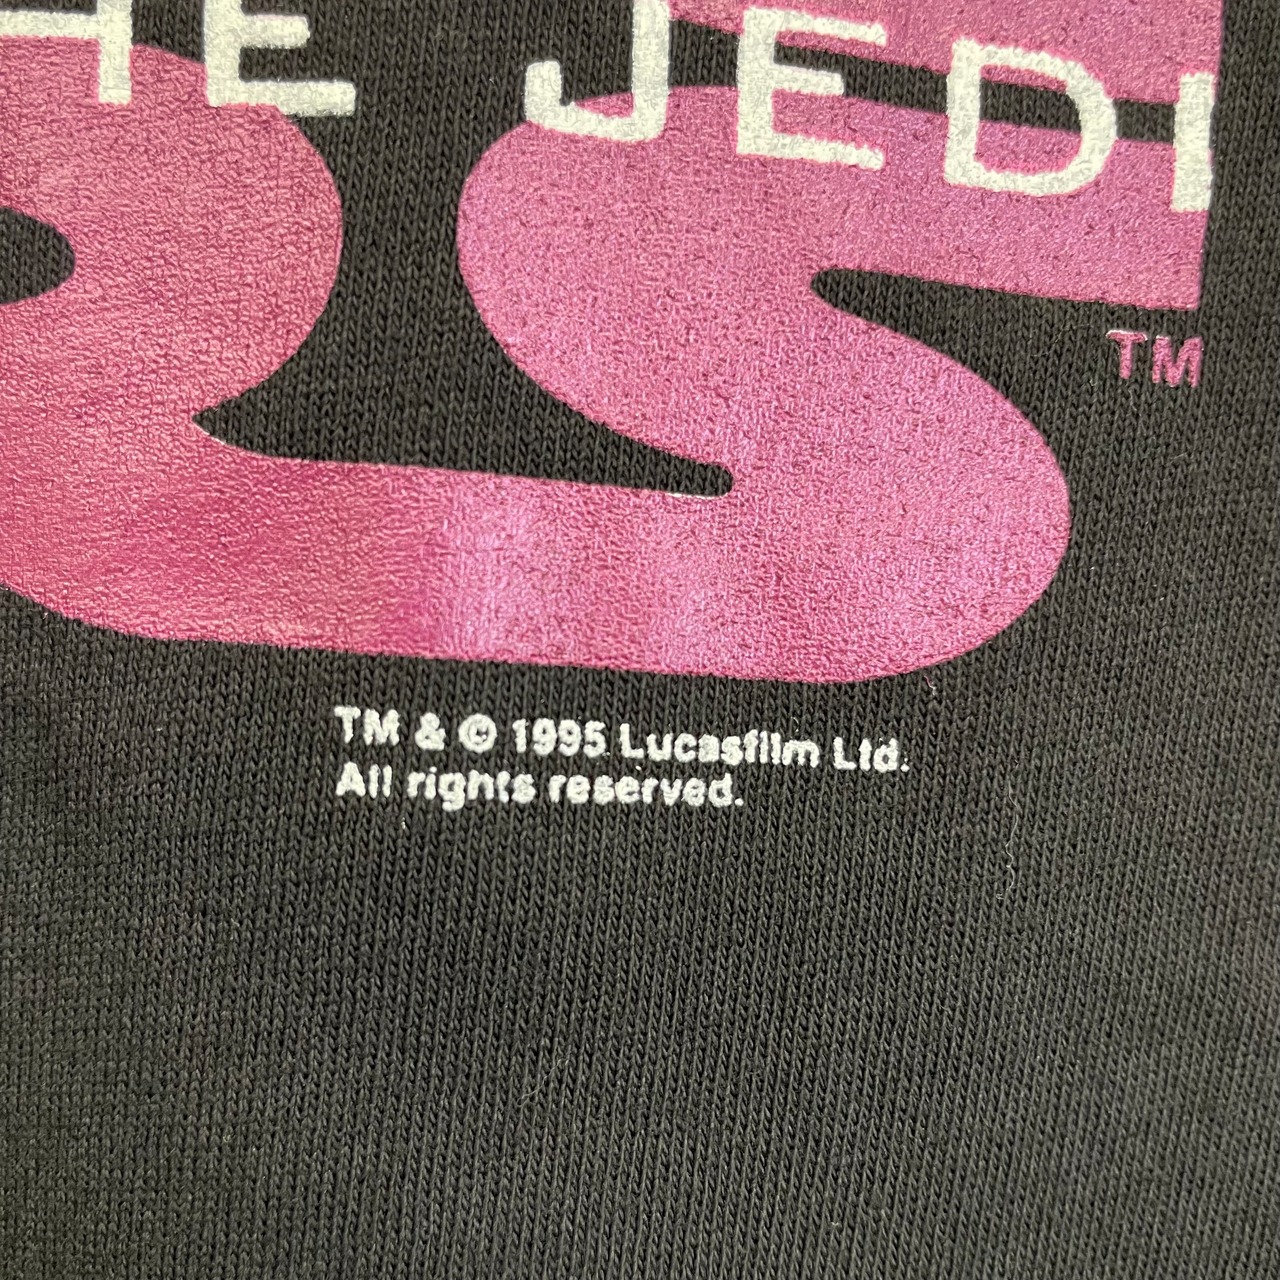 HE JEDI
TM
TM & © 1995 Lucasfilm Ltd.
All rights reserved.